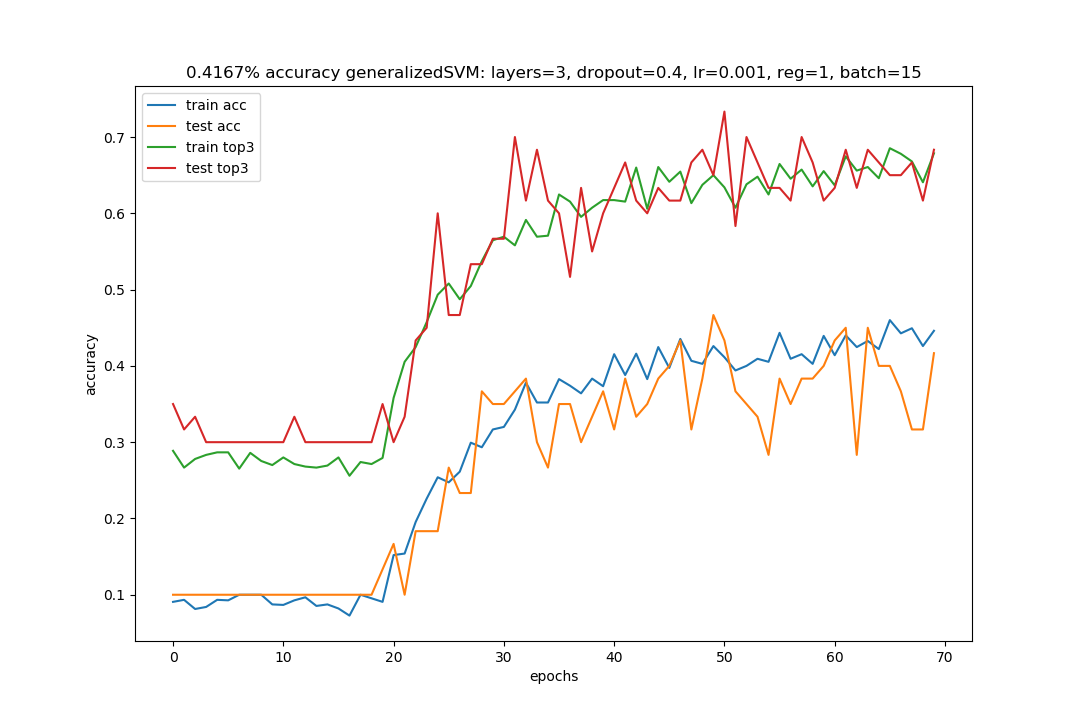 0.4167% accuracy generalizedSVM: layers=3, dropout=0.4, lr=0.001, reg=1, batch=15
train acc
test acc
train top3
test top3
0.7
0.6
0.5
0.4
0.3
0.2
0.1
accuracy
0 10 20 30 40 50 60 70
epochs